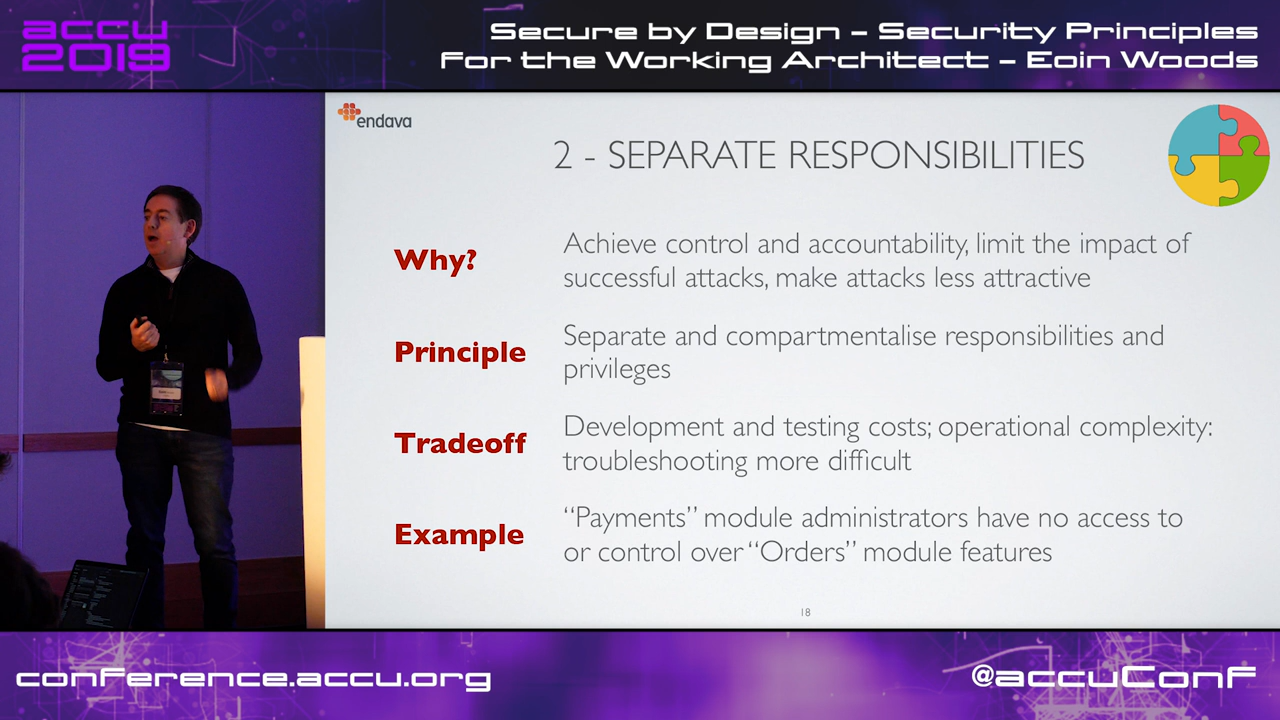 accu
2019
Secure by Design – Security Principles
For the Working Architect – Eoin Woods
endava
2 - SEPARATE RESPONSIBILITIES
Why?
Achieve control and accountability, limit the impact of
successful attacks, make attacks less attractive
Principle
Separate and compartmentalise responsibilities and
privileges
Tradeoff
Development and testing costs; operational complexity:
troubleshooting more difficult
Example
“Payments” module administrators have no access to
or control over “Orders” module features
18
conference.accu.org
@accuConf